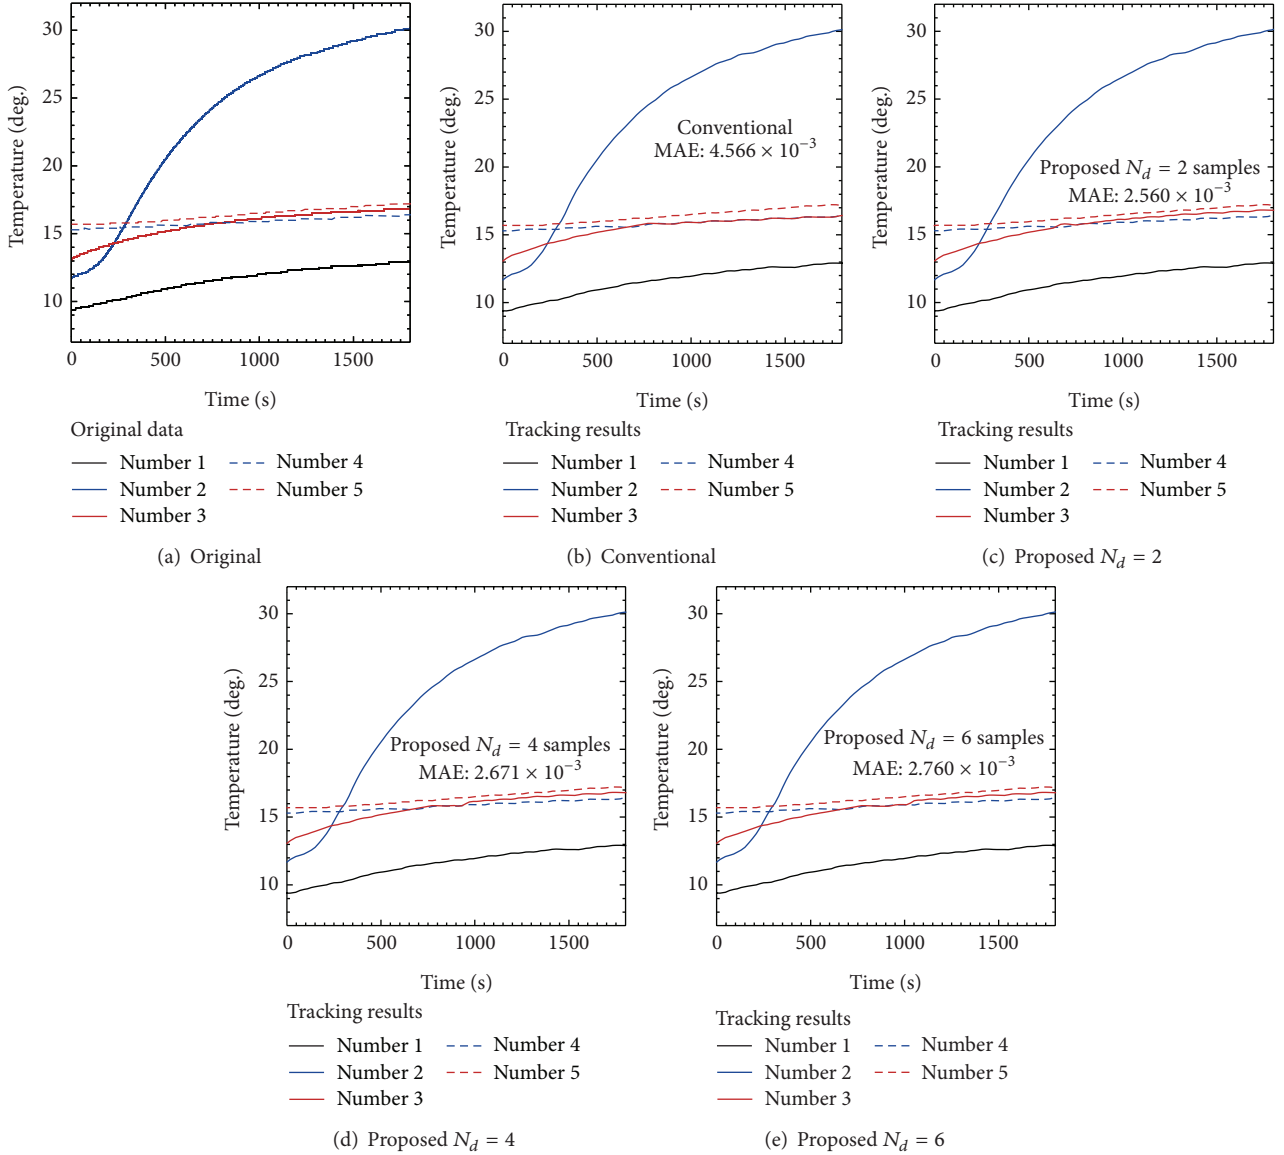 30
25
20
15
10
Temperature (deg.)
0 500 1000 1500
Time (s)
Original data
Number 1 Number 4
Number 2 Number 5
Number 3
(a) Original
30
25
20
15
10
Temperature (deg.)
Conventional
MAE: 4.566 × 10⁻³
0 500 1000 1500
Time (s)
Tracking results
Number 1 Number 4
Number 2 Number 5
Number 3
(b) Conventional
30
25
20
15
10
Temperature (deg.)
Proposed N_d = 2 samples
MAE: 2.560 × 10⁻³
0 500 1000 1500
Time (s)
Tracking results
Number 1 Number 4
Number 2 Number 5
Number 3
(c) Proposed N_d = 2
30
25
20
15
10
Temperature (deg.)
Proposed N_d = 4 samples
MAE: 2.671 × 10⁻³
0 500 1000 1500
Time (s)
Tracking results
Number 1 Number 4
Number 2 Number 5
Number 3
(d) Proposed N_d = 4
30
25
20
15
10
Temperature (deg.)
Proposed N_d = 6 samples
MAE: 2.760 × 10⁻³
0 500 1000 1500
Time (s)
Tracking results
Number 1 Number 4
Number 2 Number 5
Number 3
(e) Proposed N_d = 6